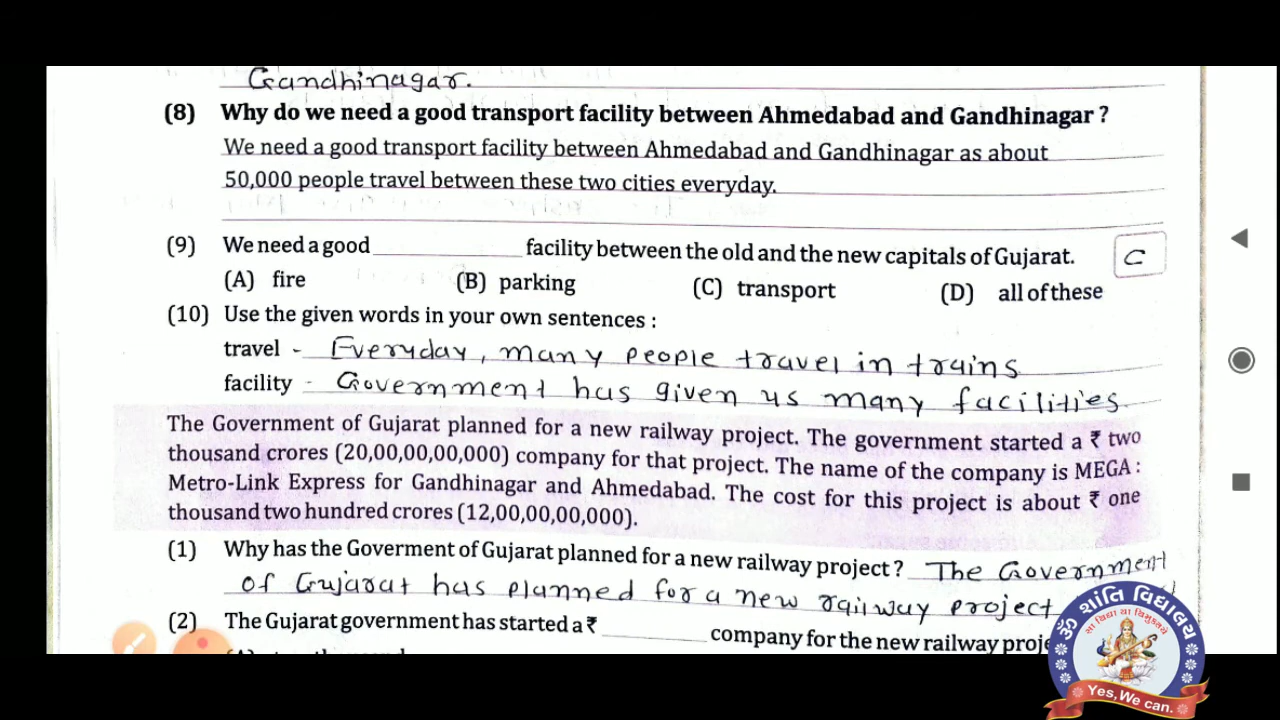 Gandhinagar.
(8) Why do we need a good transport facility between Ahmedabad and Gandhinagar ?
We need a good transport facility between Ahmedabad and Gandhinagar as about
50,000 people travel between these two cities everyday.
(9) We need a good ________ facility between the old and the new capitals of Gujarat. C
(A) fire (B) parking (C) transport (D) all of these
(10) Use the given words in your own sentences :
travel - Everyday, many people travel in trains
facility - Government has given us many facilities.
The Government of Gujarat planned for a new railway project. The government started a ₹ two
thousand crores (20,00,00,00,000) company for that project. The name of the company is MEGA :
Metro-Link Express for Gandhinagar and Ahmedabad. The cost for this project is about ₹ one
thousand two hundred crores (12,00,00,00,000).
(1) Why has the Goverment of Gujarat planned for a new railway project ? The Government
of Gujarat has planned for a new railway project
(2) The Gujarat government has started a ₹ ________ company for the new railway
ૐ શાંતિ વિદ્યાલય
સા વિદ્યા યા વિમુક્તયે
Yes, We can.